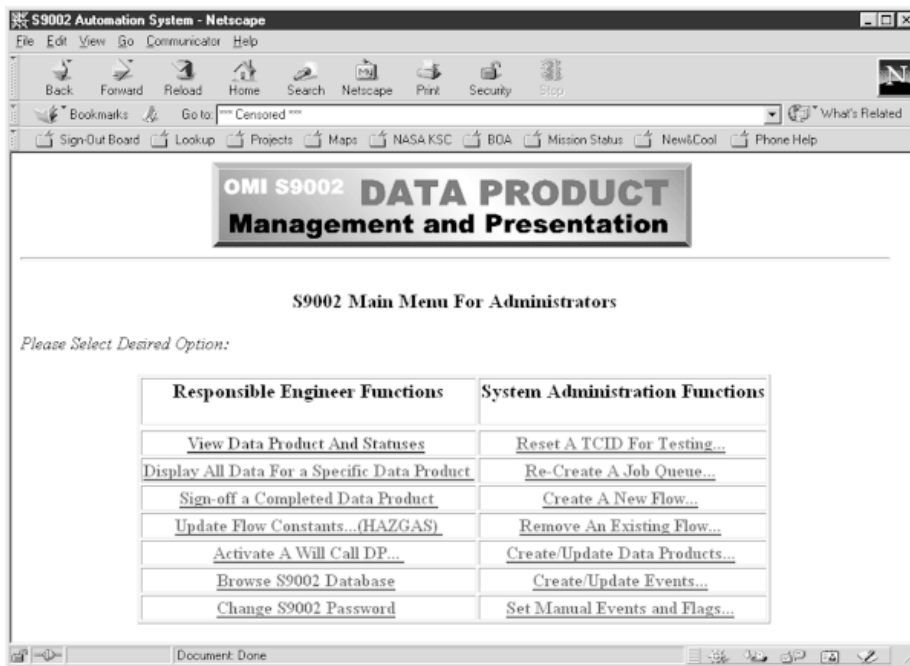 S9002 Automation System - Netscape
File Edit View Go Communicator Help
Back Forward Reload Home Search Netscape Print Security Stop
Bookmarks Go to: *** Censored *** What's Related
Sign-Out Board Lookup Projects Maps NASA KSC BOA Mission Status New&Cool Phone Help
OMI S9002 DATA PRODUCT
Management and Presentation
S9002 Main Menu For Administrators
Please Select Desired Option:
Responsible Engineer Functions System Administration Functions
View Data Product And Statuses Reset A TCID For Testing...
Display All Data For a Specific Data Product Re-Create A Job Queue...
Sign-off a Completed Data Product Create A New Flow...
Update Flow Constants...(HAZGAS) Remove An Existing Flow...
Activate A Will Call DP... Create/Update Data Products...
Browse S9002 Database Create/Update Events...
Change S9002 Password Set Manual Events and Flags...
Document: Done